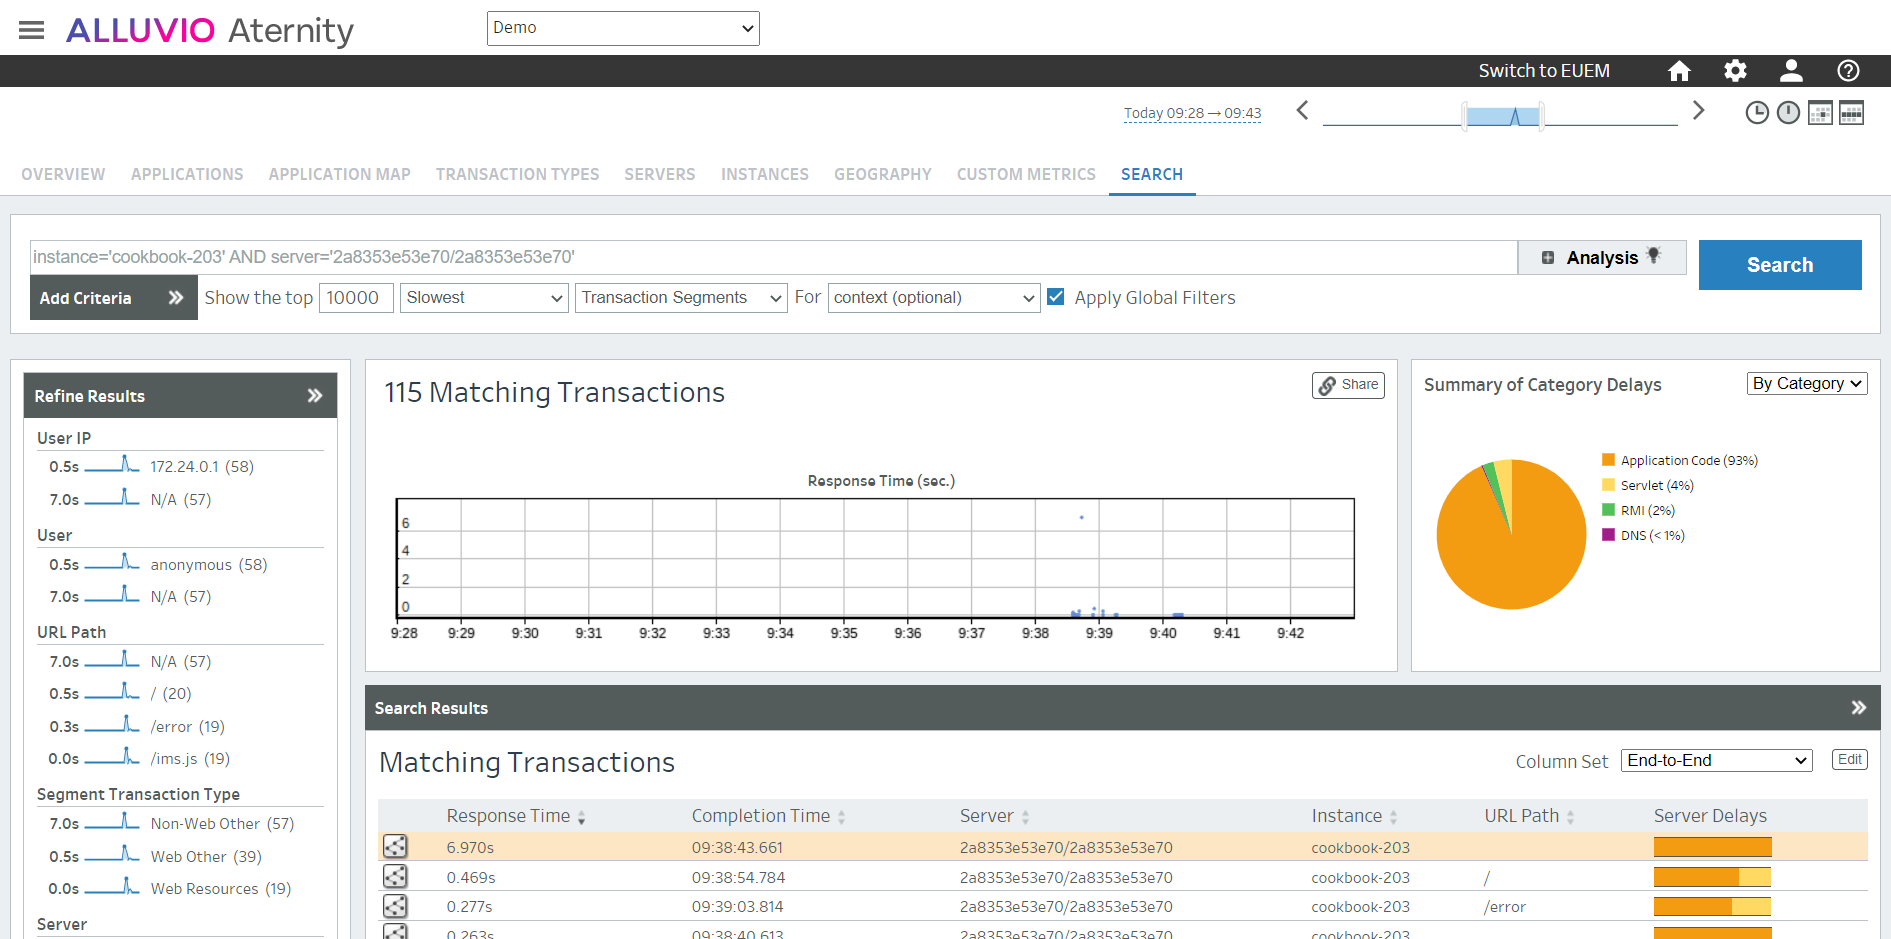 ALLUVIO Aternity
Demo
Switch to EUEM
Today 09:28 → 09:43
OVERVIEW APPLICATIONS APPLICATION MAP TRANSACTION TYPES SERVERS INSTANCES GEOGRAPHY CUSTOM METRICS SEARCH
instance='cookbook-203' AND server='2a8353e53e70/2a8353e53e70'
Analysis
Search
Add Criteria
Show the top 10000 Slowest Transaction Segments For context (optional) Apply Global Filters
Refine Results
User IP
0.5s 172.24.0.1 (58)
7.0s N/A (57)
User
0.5s anonymous (58)
7.0s N/A (57)
URL Path
7.0s N/A (57)
0.5s / (20)
0.3s /error (19)
0.0s /ims.js (19)
Segment Transaction Type
7.0s Non-Web Other (57)
0.5s Web Other (39)
0.0s Web Resources (19)
Server
115 Matching Transactions
Share
Response Time (sec.)
6
4
2
0
9:28 9:29 9:30 9:31 9:32 9:33 9:34 9:35 9:36 9:37 9:38 9:39 9:40 9:41 9:42
Summary of Category Delays
By Category
Application Code (93%)
Servlet (4%)
RMI (2%)
DNS (< 1%)
Search Results
Matching Transactions
Column Set End-to-End Edit
Response Time Completion Time Server Instance URL Path Server Delays
6.970s 09:38:43.661 2a8353e53e70/2a8353e53e70 cookbook-203
0.469s 09:38:54.784 2a8353e53e70/2a8353e53e70 cookbook-203 /
0.277s 09:39:03.814 2a8353e53e70/2a8353e53e70 cookbook-203 /error
0.263s 09:38:40.613 2a8353e53e70/2a8353e53e70 cookbook-203